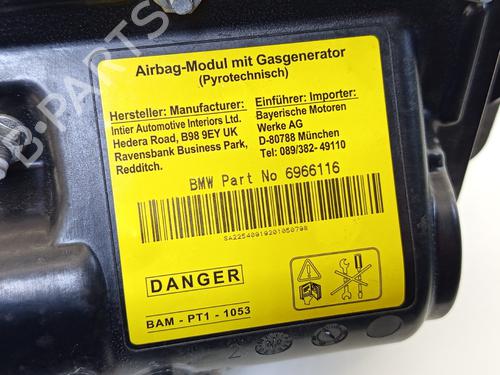 B-PARTS
Airbag-Modul mit Gasgenerator
(Pyrotechnisch)
Hersteller: Manufacturer:
Intier Automotive Interiors Ltd.
Hedera Road, B98 9EY UK
Ravensbank Business Park,
Redditch.
Einführer: Importer:
Bayerische Motoren
Werke AG
D-80788 München
Tel: 089/382- 49110
BMW Part No 6966116
SA22540919201050798
DANGER
BAM - PT1 - 1053
2